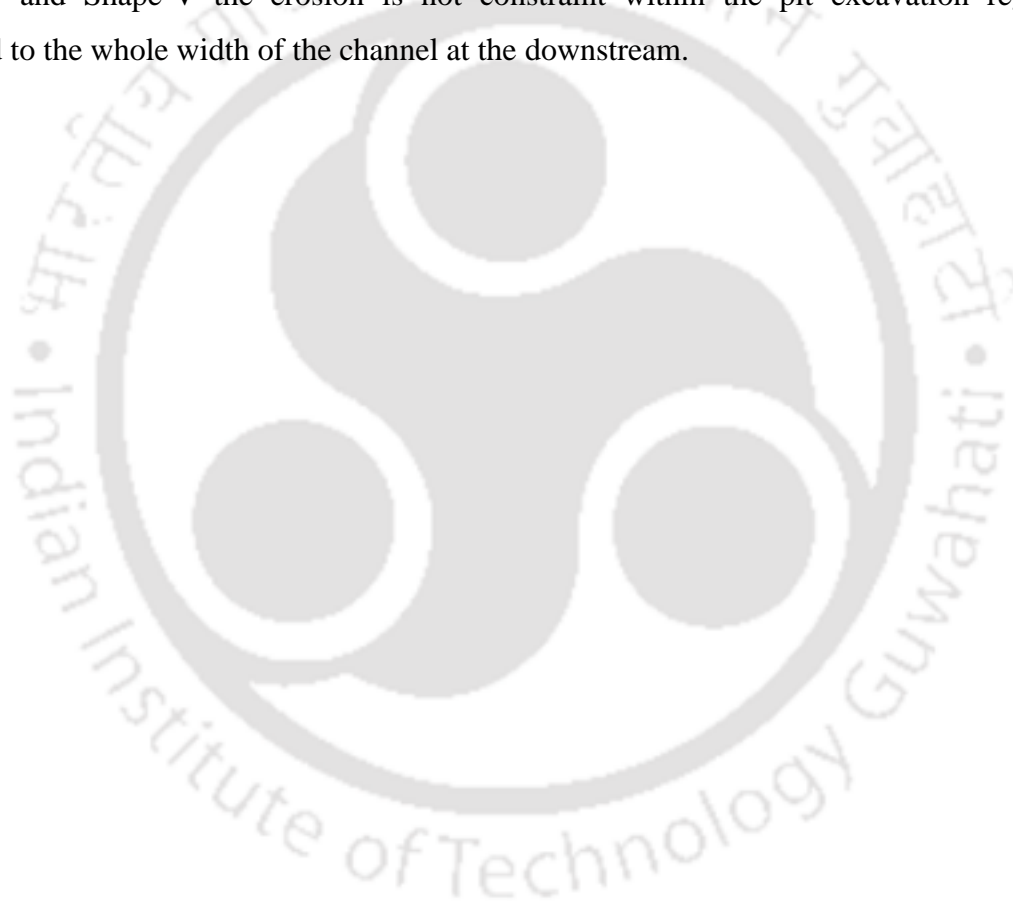 and Shape-V the erosion is not constraint within the pit excavation
to the whole width of the channel at the downstream.
भारतीय
गुवाहाटी
Indian Institute of Technology Guwahati